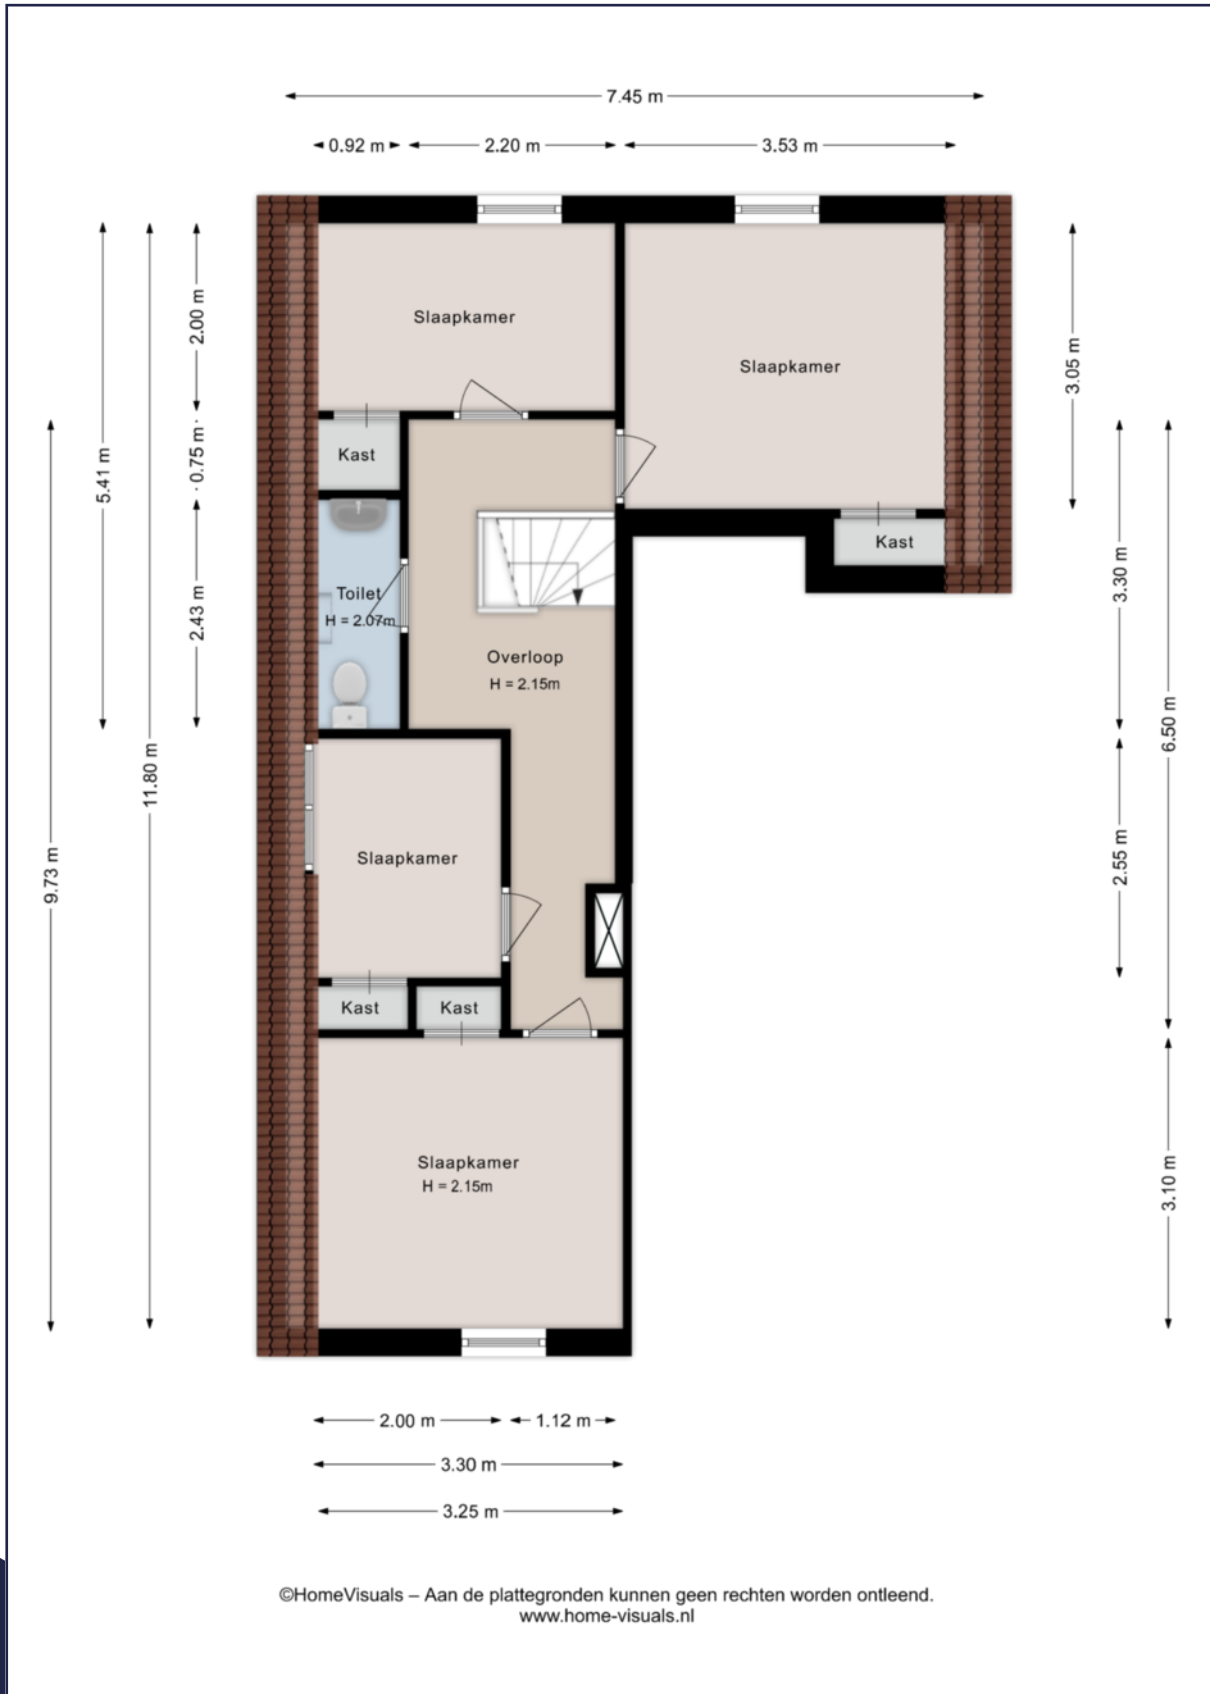 7.45 m
0.92 m
2.20 m
3.53 m
Slaapkamer
Slaapkamer
2.00 m
3.05 m
5.41 m
0.75 m
Kast
Kast
3.30 m
2.43 m
Toilet
H = 2.07m
Overloop
H = 2.15m
6.50 m
11.80 m
9.73 m
Slaapkamer
2.55 m
Kast
Kast
Slaapkamer
H = 2.15m
3.10 m
2.00 m
1.12 m
3.30 m
3.25 m
©HomeVisuals – Aan de plattegronden kunnen geen rechten worden ontleend.
www.home-visuals.nl